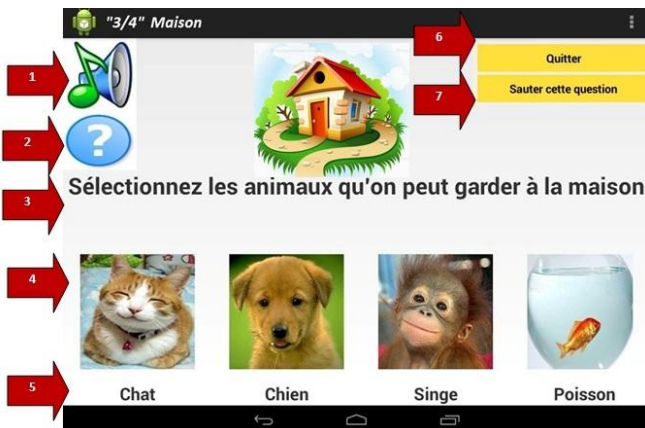 "3/4" Maison
6
Quitter
1
7
Sauter cette question
?
2
3
Sélectionnez les animaux qu'on peut garder à la maison
4
5
Chat
Chien
Singe
Poisson